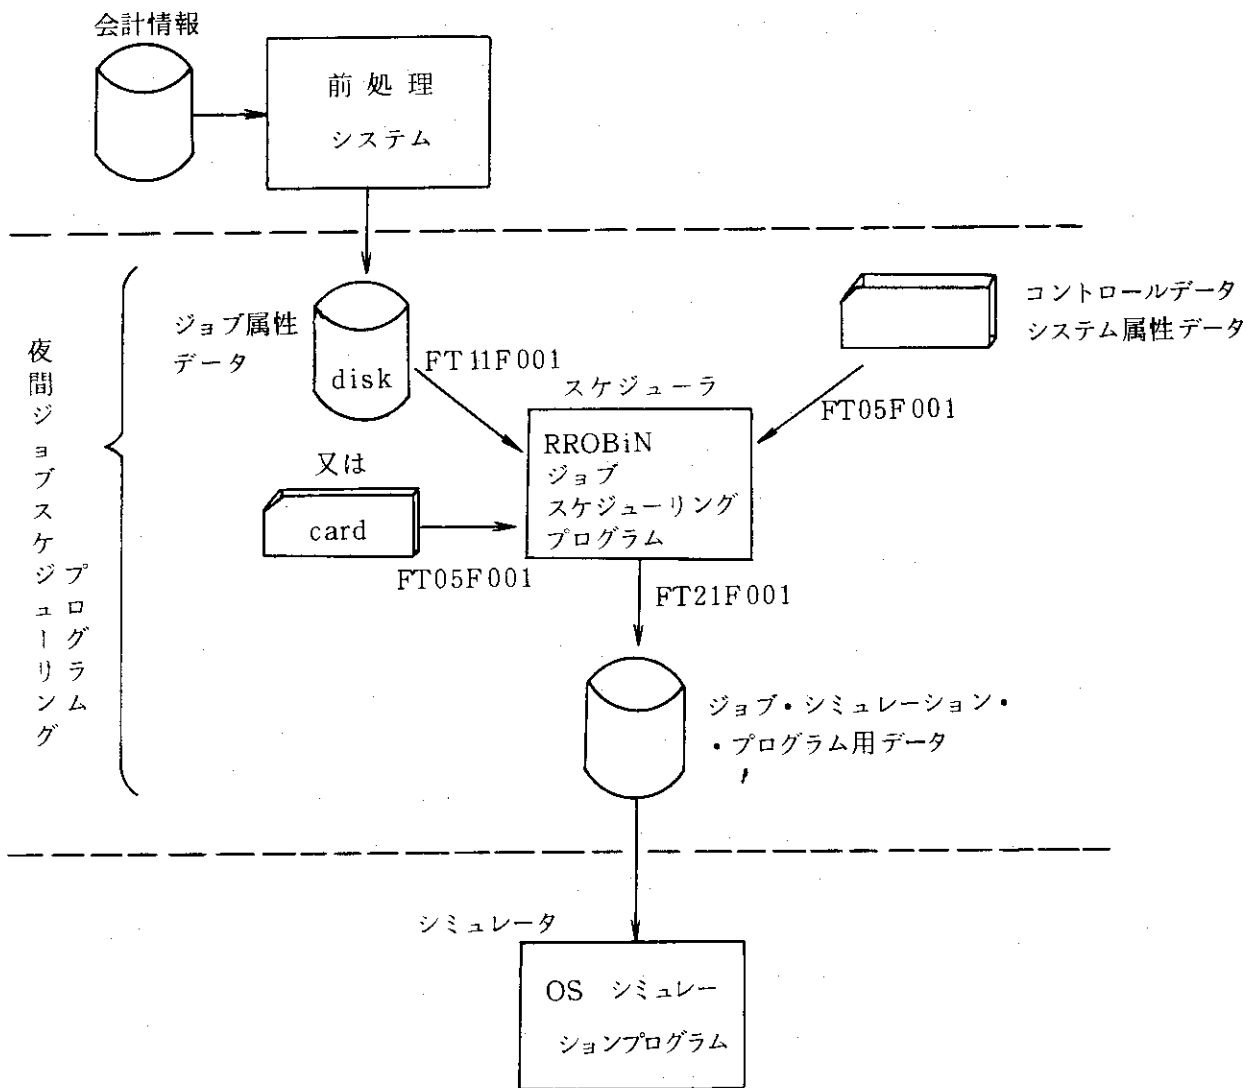 会計情報
前処理
システム
ジョブ属性
データ
disk
FT11F001
コントロールデータ
システム属性データ
FT05F001
スケジューラ
RROBiN
ジョブ
スケジューリング
プログラム
又は
card
FT05F001
FT21F001
夜間ジョブスケジューリング
プログラム
ジョブ・シミュレーション・
・プログラム用データ
シミュレータ
OS シミュレー
ションプログラム